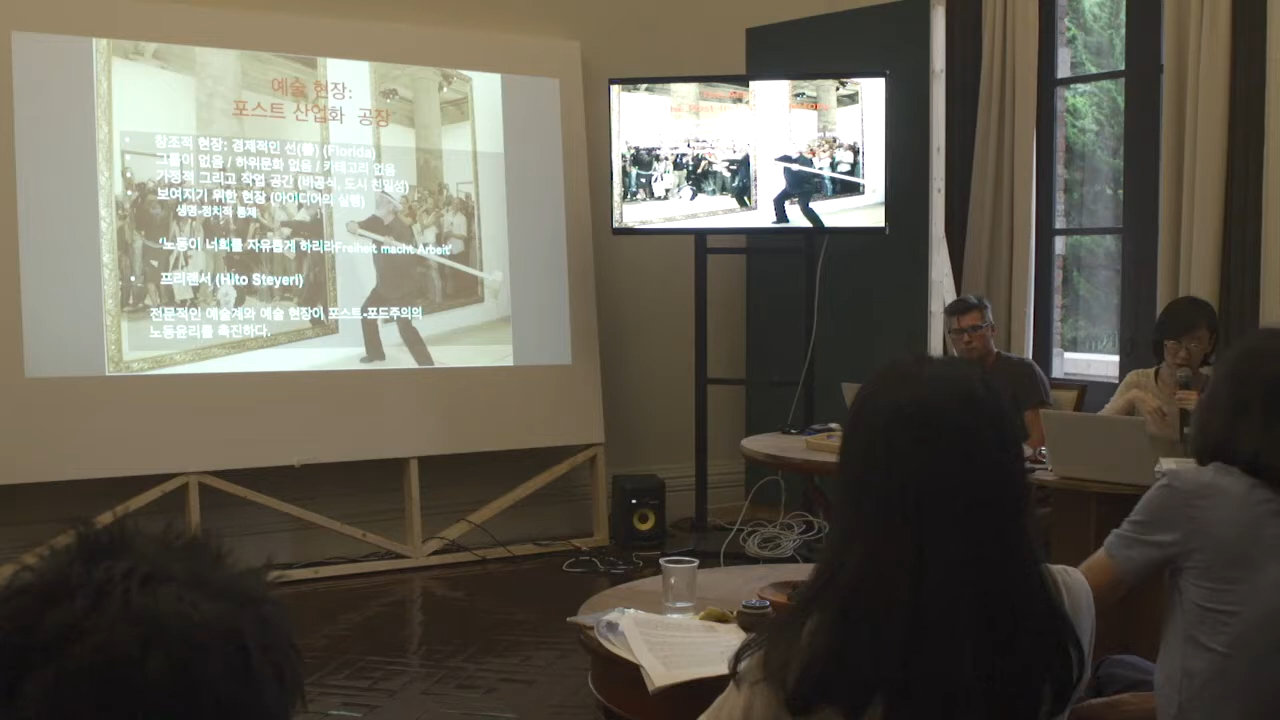 예술 현장:
포스트 산업화 공장
창조적 현장: 경제적인 선(善) (Florida)
그룹이 없음 / 하위문화 없음 / 카테고리 없음
가정적 그리고 작업 공간 (비공식, 도시 친밀성)
보여지기 위한 현장 (아이디어의 실행)
생명-정치적 통제
'노동이 너희를 자유롭게 하리라Freiheit macht Arbeit'
프리랜서 (Hito Steyerl)
전문적인 예술계와 예술 현장이 포스트-포드주의의
노동윤리를 촉진하다.